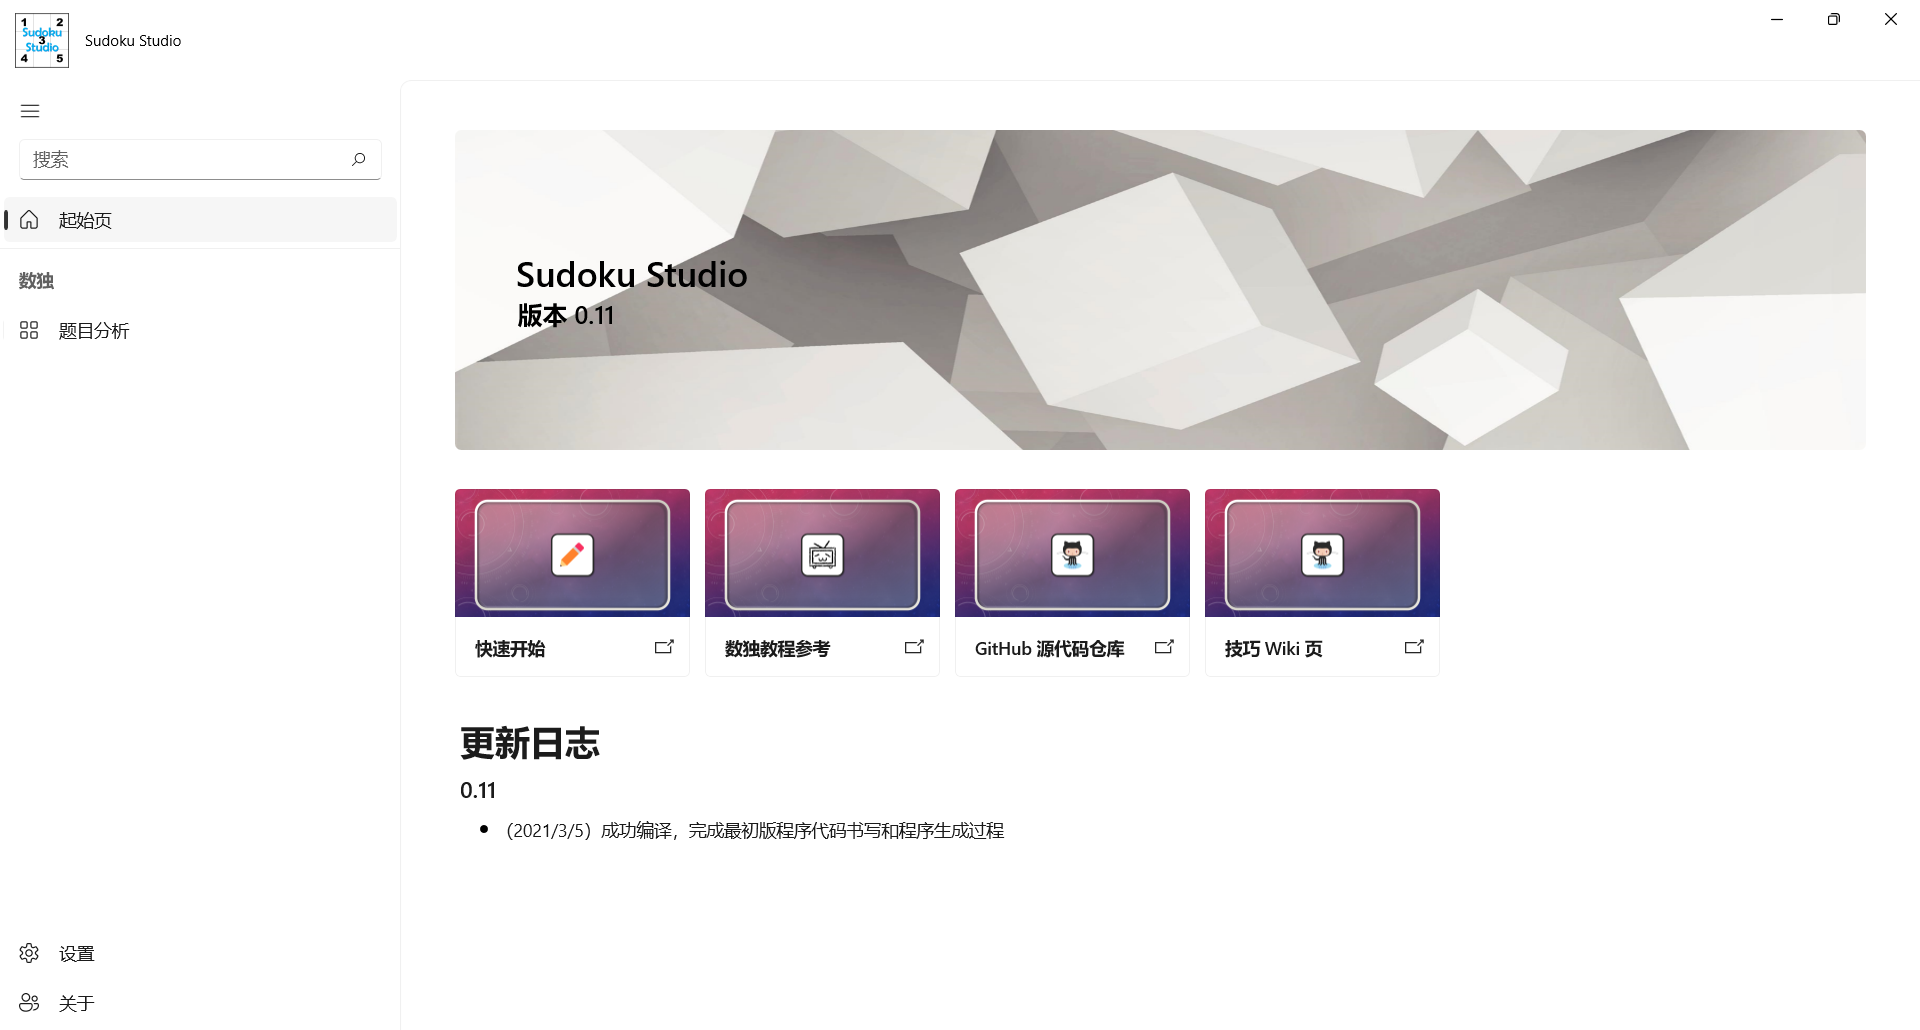 1 2
Sudoku
3
Studio
4 5
Sudoku Studio
搜索
起始页
数独
题目分析
设置
关于
Sudoku Studio
版本 0.11
快速开始
数独教程参考
GitHub 源代码仓库
技巧 Wiki 页
更新日志
0.11
（2021/3/5）成功编译，完成最初版程序代码书写和程序生成过程